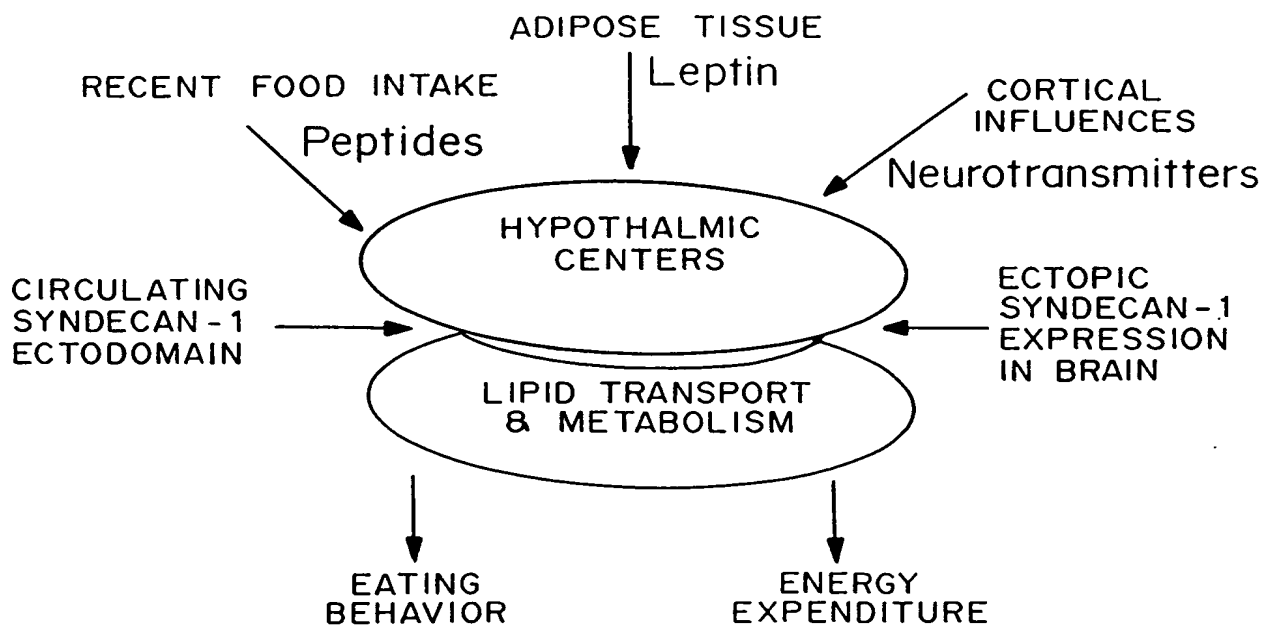 ADIPOSE TISSUE
Leptin
RECENT FOOD INTAKE
Peptides
CORTICAL
INFLUENCES
Neurotransmitters
HYPOTHALMIC
CENTERS
CIRCULATING
SYNDECAN-1
ECTODOMAIN
ECTOPIC
SYNDECAN-1
EXPRESSION
IN BRAIN
LIPID TRANSPORT
& METABOLISM
EATING
BEHAVIOR
ENERGY
EXPENDITURE